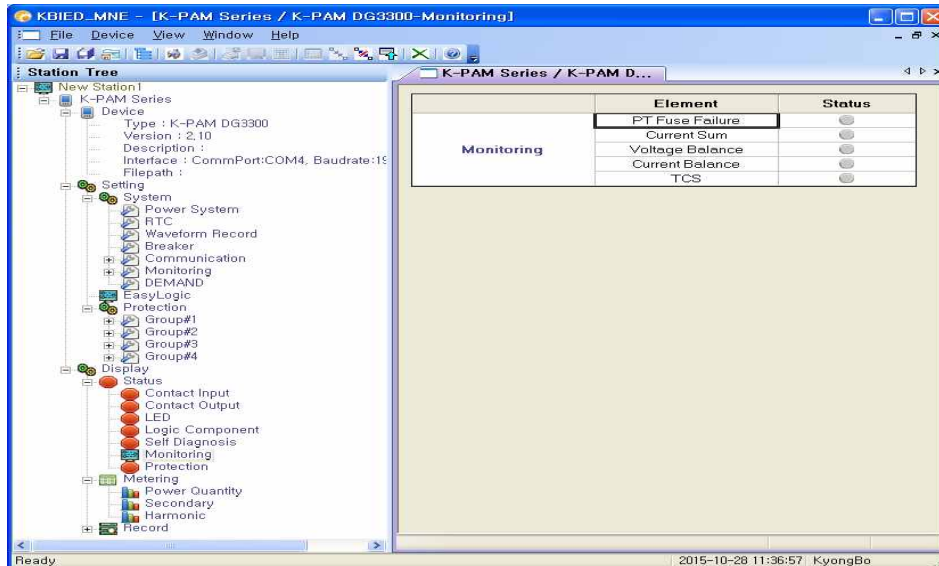 KBIED_MNE - [K-PAM Series / K-PAM DG3300-Monitoring]
File Device View Window Help
Station Tree
New Station1
K-PAM Series
Device
Type : K-PAM DG3300
Version : 2,10
Description :
Interface : CommPort:COM4, Baudrate:19
Filepath :
Setting
System
Power System
RTC
Waveform Record
Breaker
Communication
Monitoring
DEMAND
EasyLogic
Protection
Group#1
Group#2
Group#3
Group#4
Display
Status
Contact Input
Contact Output
LED
Logic Component
Self Diagnosis
Monitoring
Protection
Metering
Power Quantity
Secondary
Harmonic
Record
K-PAM Series / K-PAM D...
Element Status
Monitoring
PT Fuse Failure
Current Sum
Voltage Balance
Current Balance
TCS
Ready 2015-10-28 11:36:57 KyongBo